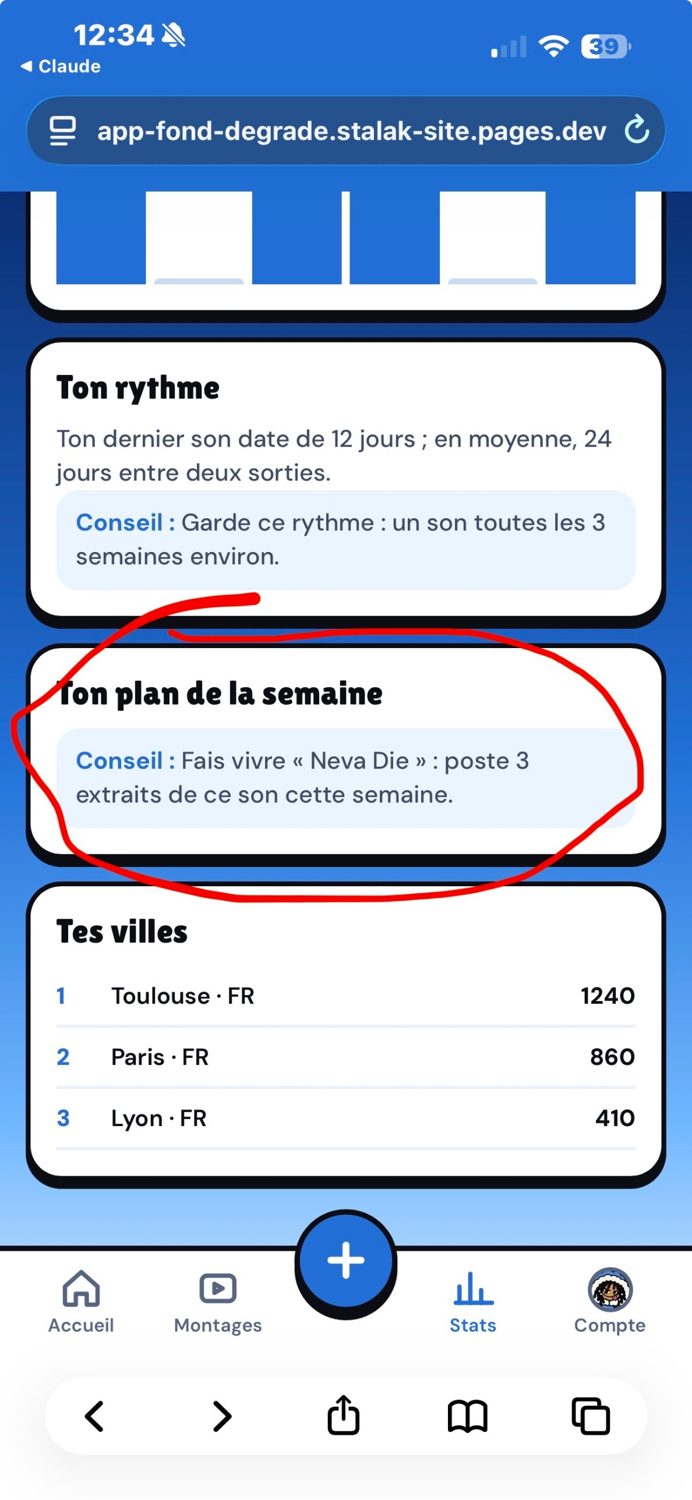 12:34
◀ Claude
39
app-fond-degrade.stalak-site.pages.dev
Ton rythme
Ton dernier son date de 12 jours ; en moyenne, 24
jours entre deux sorties.
Conseil : Garde ce rythme : un son toutes les 3
semaines environ.
Ton plan de la semaine
Conseil : Fais vivre « Neva Die » : poste 3
extraits de ce son cette semaine.
Tes villes
1 Toulouse · FR 1240
2 Paris · FR 860
3 Lyon · FR 410
Accueil Montages Stats Compte